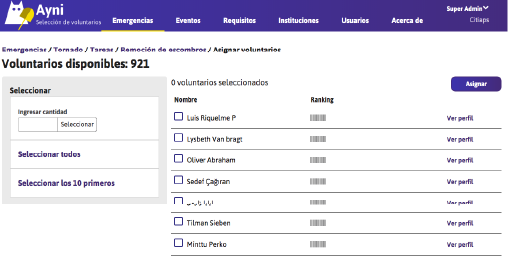 Ayni
Selección de voluntarios
Emergencias
Eventos
Requisitos
Instituciones
Usuarios
Acerca de
Super Admin
Citiaps
Emergencias / Tornado / Tareas / Remoción de escombros / Asignar voluntarios
Voluntarios disponibles: 921
Seleccionar
Ingresar cantidad
Seleccionar
Seleccionar todos
Seleccionar los 10 primeros
0 voluntarios seleccionados
Asignar
Nombre Ranking
Luis Riquelme P Ver perfil
Lysbeth Van bragt Ver perfil
Oliver Abraham Ver perfil
Sedef Çağıran Ver perfil
Ver perfil
Tilman Sieben Ver perfil
Minttu Perko Ver perfil